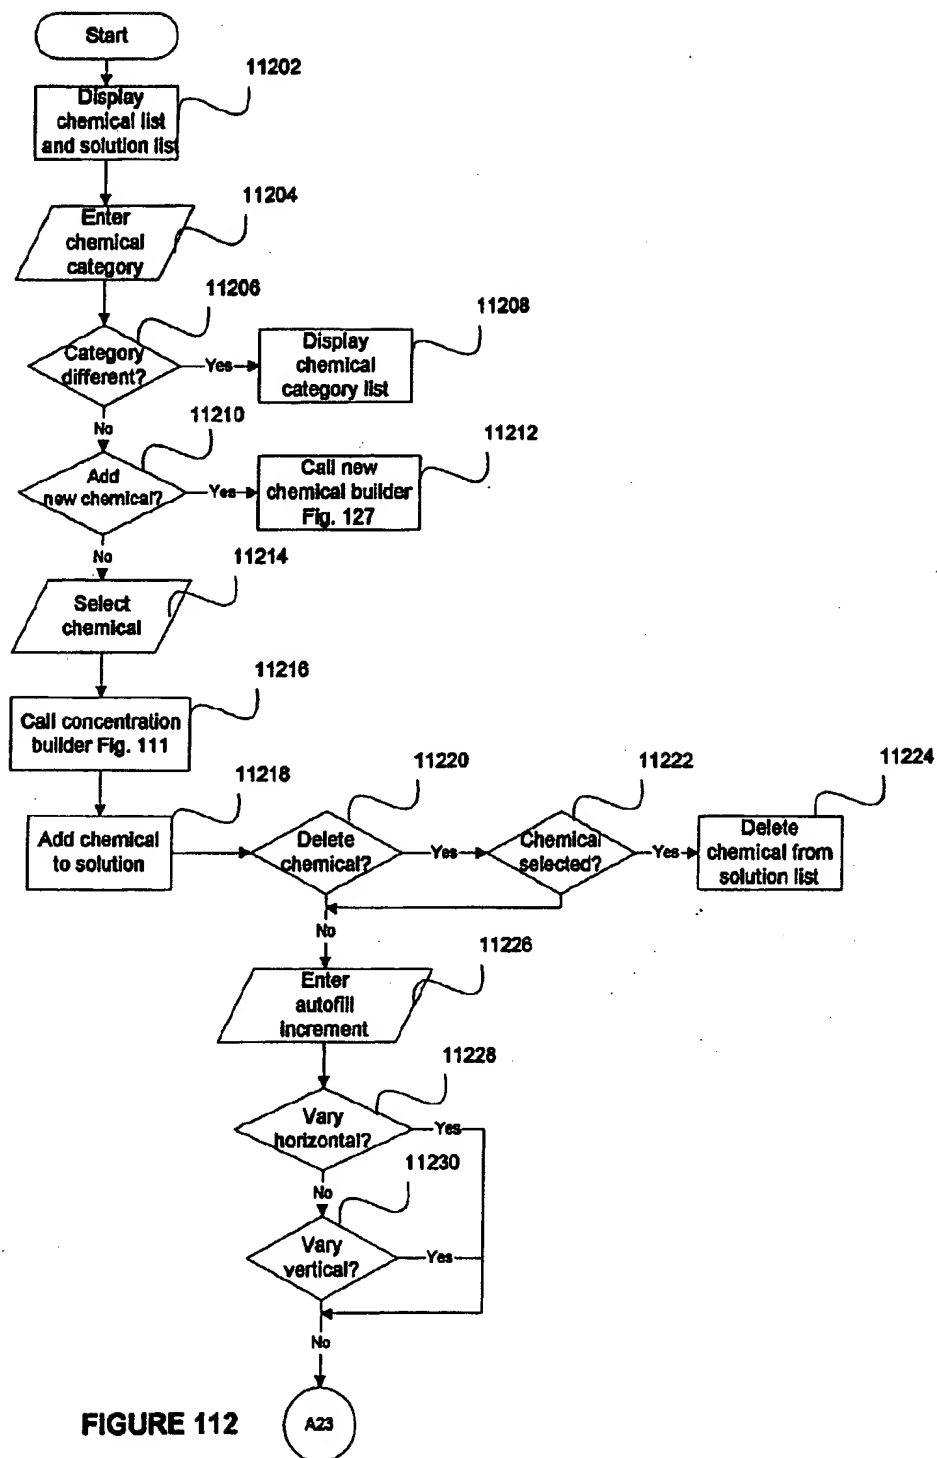 Start
11202
Display
chemical list
and solution list
11204
Enter
chemical
category
11206
Category
different?
Yes
11208
Display
chemical
category list
No
11210
Add
new chemical?
Yes
11212
Call new
chemical builder
Fig. 127
No
11214
Select
chemical
11216
Call concentration
builder Fig. 111
11218
Add chemical
to solution
11220
Delete
chemical?
Yes
11222
Chemical
selected?
Yes
11224
Delete
chemical from
solution list
No
11226
Enter
autofill
increment
11228
Vary
horizontal?
Yes
No
11230
Vary
vertical?
Yes
No
A23
FIGURE 112